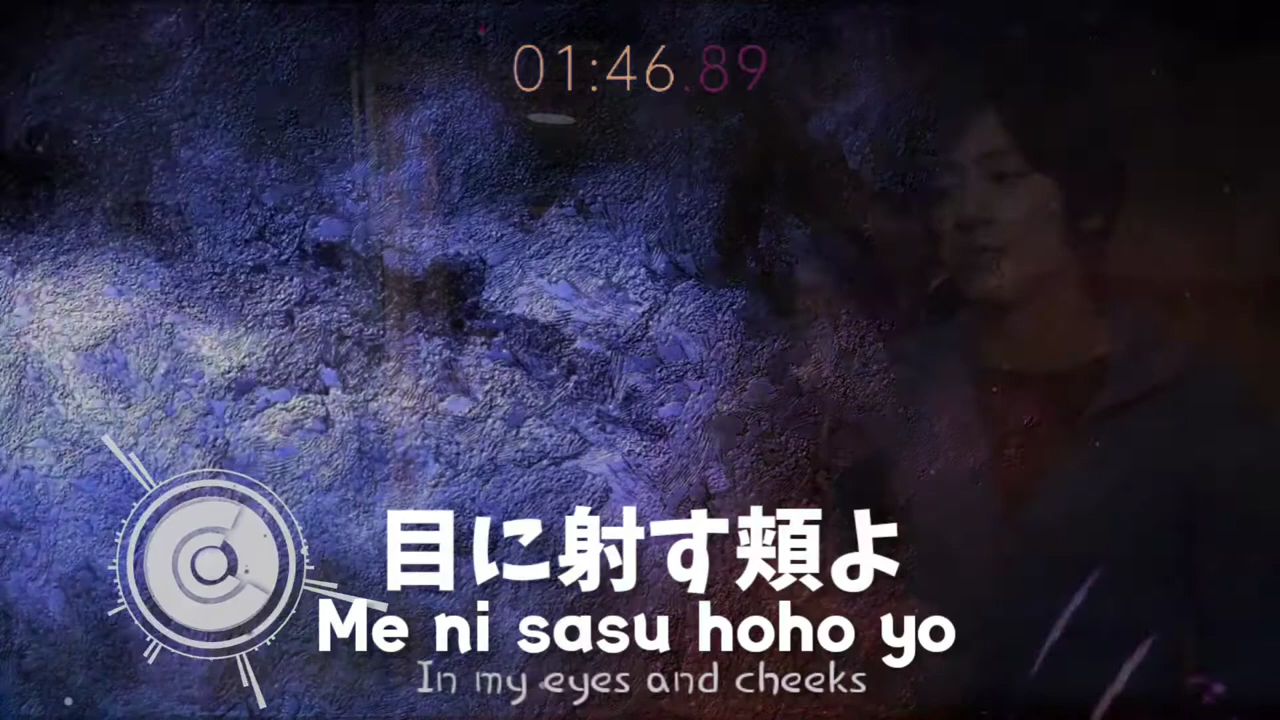 01:46.89
目に射す頬よ
Me ni sasu hoho yo
In my eyes and cheeks